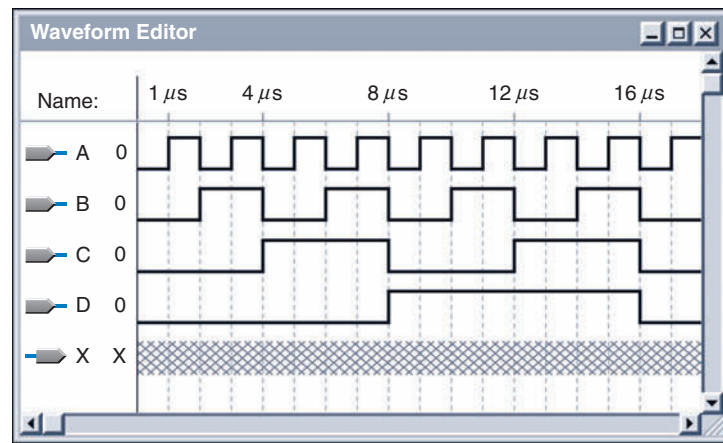 Waveform Editor
Name: 1 μs 4 μs 8 μs 12 μs 16 μs
A 0
B 0
C 0
D 0
X X